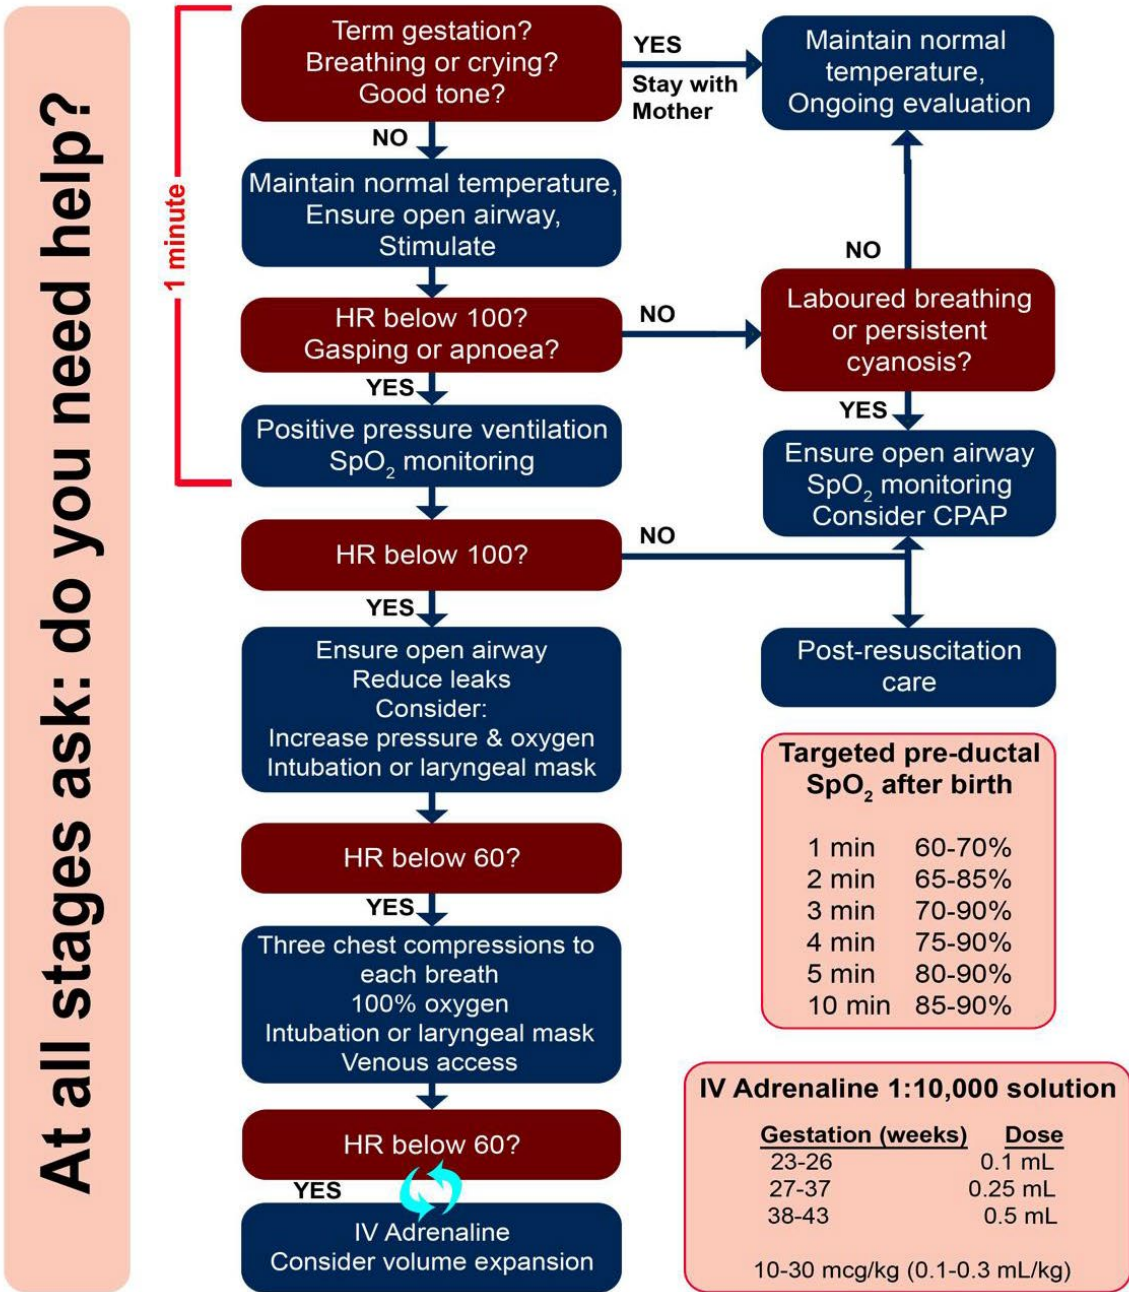 At all stages ask: do you need help?
1 minute
Term gestation?
Breathing or crying?
Good tone?
YES
Stay with
Mother
Maintain normal
temperature,
Ongoing evaluation
NO
Maintain normal temperature,
Ensure open airway,
Stimulate
NO
HR below 100?
Gasping or apnoea?
NO
Laboured breathing
or persistent
cyanosis?
YES
YES
Positive pressure ventilation
SpO₂ monitoring
Ensure open airway
SpO₂ monitoring
Consider CPAP
HR below 100?
NO
YES
Ensure open airway
Reduce leaks
Consider:
Increase pressure & oxygen
Intubation or laryngeal mask
Post-resuscitation
care
HR below 60?
YES
Three chest compressions to
each breath
100% oxygen
Intubation or laryngeal mask
Venous access
HR below 60?
YES
IV Adrenaline
Consider volume expansion
Targeted pre-ductal
SpO₂ after birth
1 min 60-70%
2 min 65-85%
3 min 70-90%
4 min 75-90%
5 min 80-90%
10 min 85-90%
IV Adrenaline 1:10,000 solution
Gestation (weeks) Dose
23-26 0.1 mL
27-37 0.25 mL
38-43 0.5 mL
10-30 mcg/kg (0.1-0.3 mL/kg)